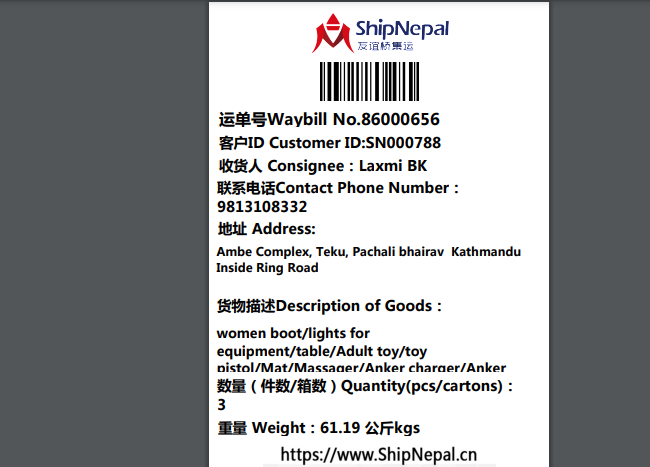 ShipNepal
友谊桥集运
运单号Waybill No.86000656
客户ID Customer ID:SN000788
收货人 Consignee：Laxmi BK
联系电话Contact Phone Number：
9813108332
地址 Address:
Ambe Complex, Teku, Pachali bhairav  Kathmandu
Inside Ring Road
货物描述Description of Goods：
women boot/lights for
equipment/table/Adult toy/toy
pistol/Mat/Massager/Anker charger/Anker
数量（件数/箱数）Quantity(pcs/cartons)：
3
重量 Weight：61.19 公斤kgs
https://www.ShipNepal.cn